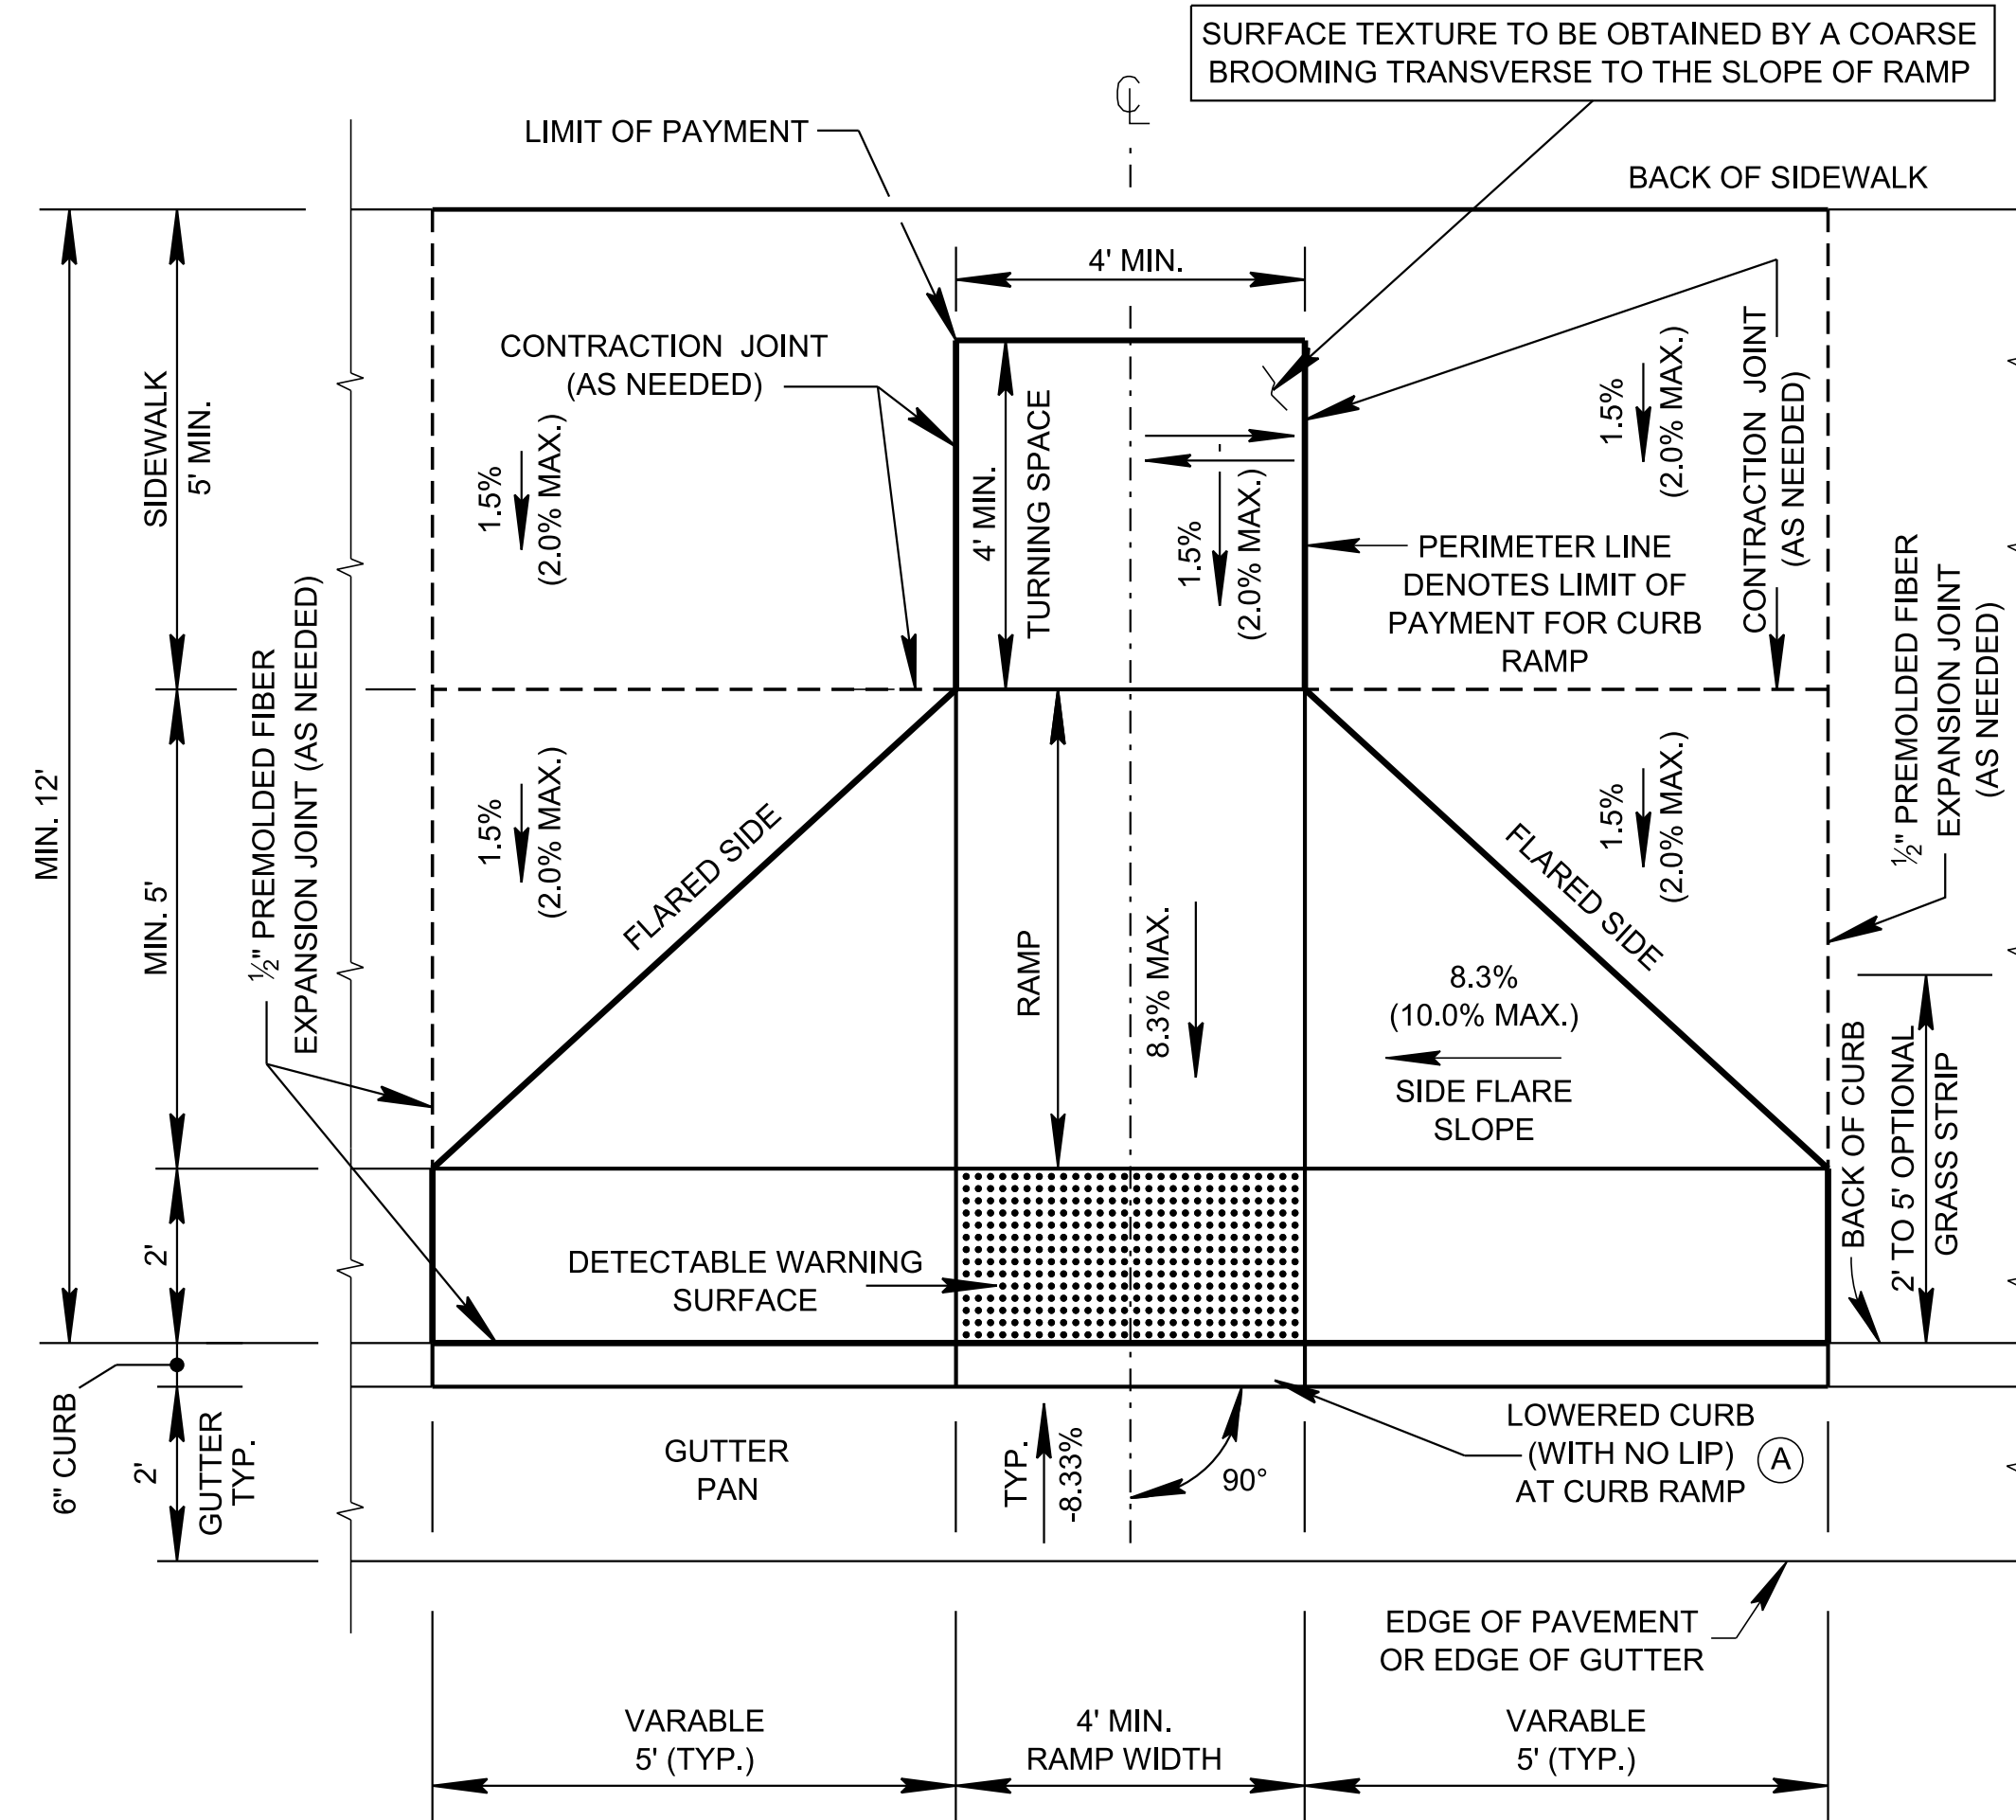 SURFACE TEXTURE TO BE OBTAINED BY A COARSE
BROOMING TRANSVERSE TO THE SLOPE OF RAMP
LIMIT OF PAYMENT
BACK OF SIDEWALK
4' MIN.
CONTRACTION JOINT
(AS NEEDED)
SIDEWALK
5' MIN.
1.5%
(2.0% MAX.)
4' MIN.
TURNING SPACE
1.5%
(2.0% MAX.)
1.5%
(2.0% MAX.)
CONTRACTION JOINT
(AS NEEDED)
PERIMETER LINE
DENOTES LIMIT OF
PAYMENT FOR CURB
RAMP
½" PREMOLDED FIBER
EXPANSION JOINT
(AS NEEDED)
½" PREMOLDED FIBER
EXPANSION JOINT (AS NEEDED)
MIN. 12'
MIN. 5'
1.5%
(2.0% MAX.)
FLARED SIDE
RAMP
8.3% MAX.
FLARED SIDE
1.5%
(2.0% MAX.)
8.3%
(10.0% MAX.)
SIDE FLARE
SLOPE
BACK OF CURB
2' TO 5' OPTIONAL
GRASS STRIP
2'
DETECTABLE WARNING
SURFACE
6" CURB
2'
GUTTER
TYP.
GUTTER
PAN
TYP.
-8.33%
90°
LOWERED CURB
(WITH NO LIP)
AT CURB RAMP
A
EDGE OF PAVEMENT
OR EDGE OF GUTTER
VARABLE
5' (TYP.)
4' MIN.
RAMP WIDTH
VARABLE
5' (TYP.)